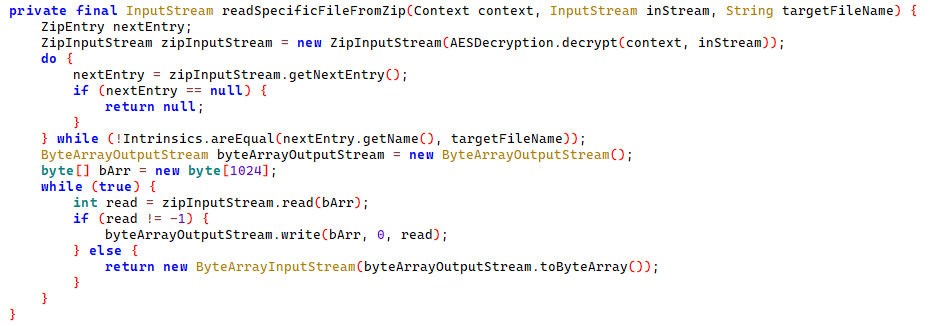 private final InputStream readSpecificFileFromZip(Context context, InputStream inStream, String targetFileName) {
    ZipEntry nextEntry;
    ZipInputStream zipInputStream = new ZipInputStream(AESDecryption.decrypt(context, inStream));
    do {
        nextEntry = zipInputStream.getNextEntry();
        if (nextEntry == null) {
            return null;
        }
    } while (!Intrinsics.areEqual(nextEntry.getName(), targetFileName));
    ByteArrayOutputStream byteArrayOutputStream = new ByteArrayOutputStream();
    byte[] bArr = new byte[1024];
    while (true) {
        int read = zipInputStream.read(bArr);
        if (read != -1) {
            byteArrayOutputStream.write(bArr, 0, read);
        } else {
            return new ByteArrayInputStream(byteArrayOutputStream.toByteArray());
        }
    }
}